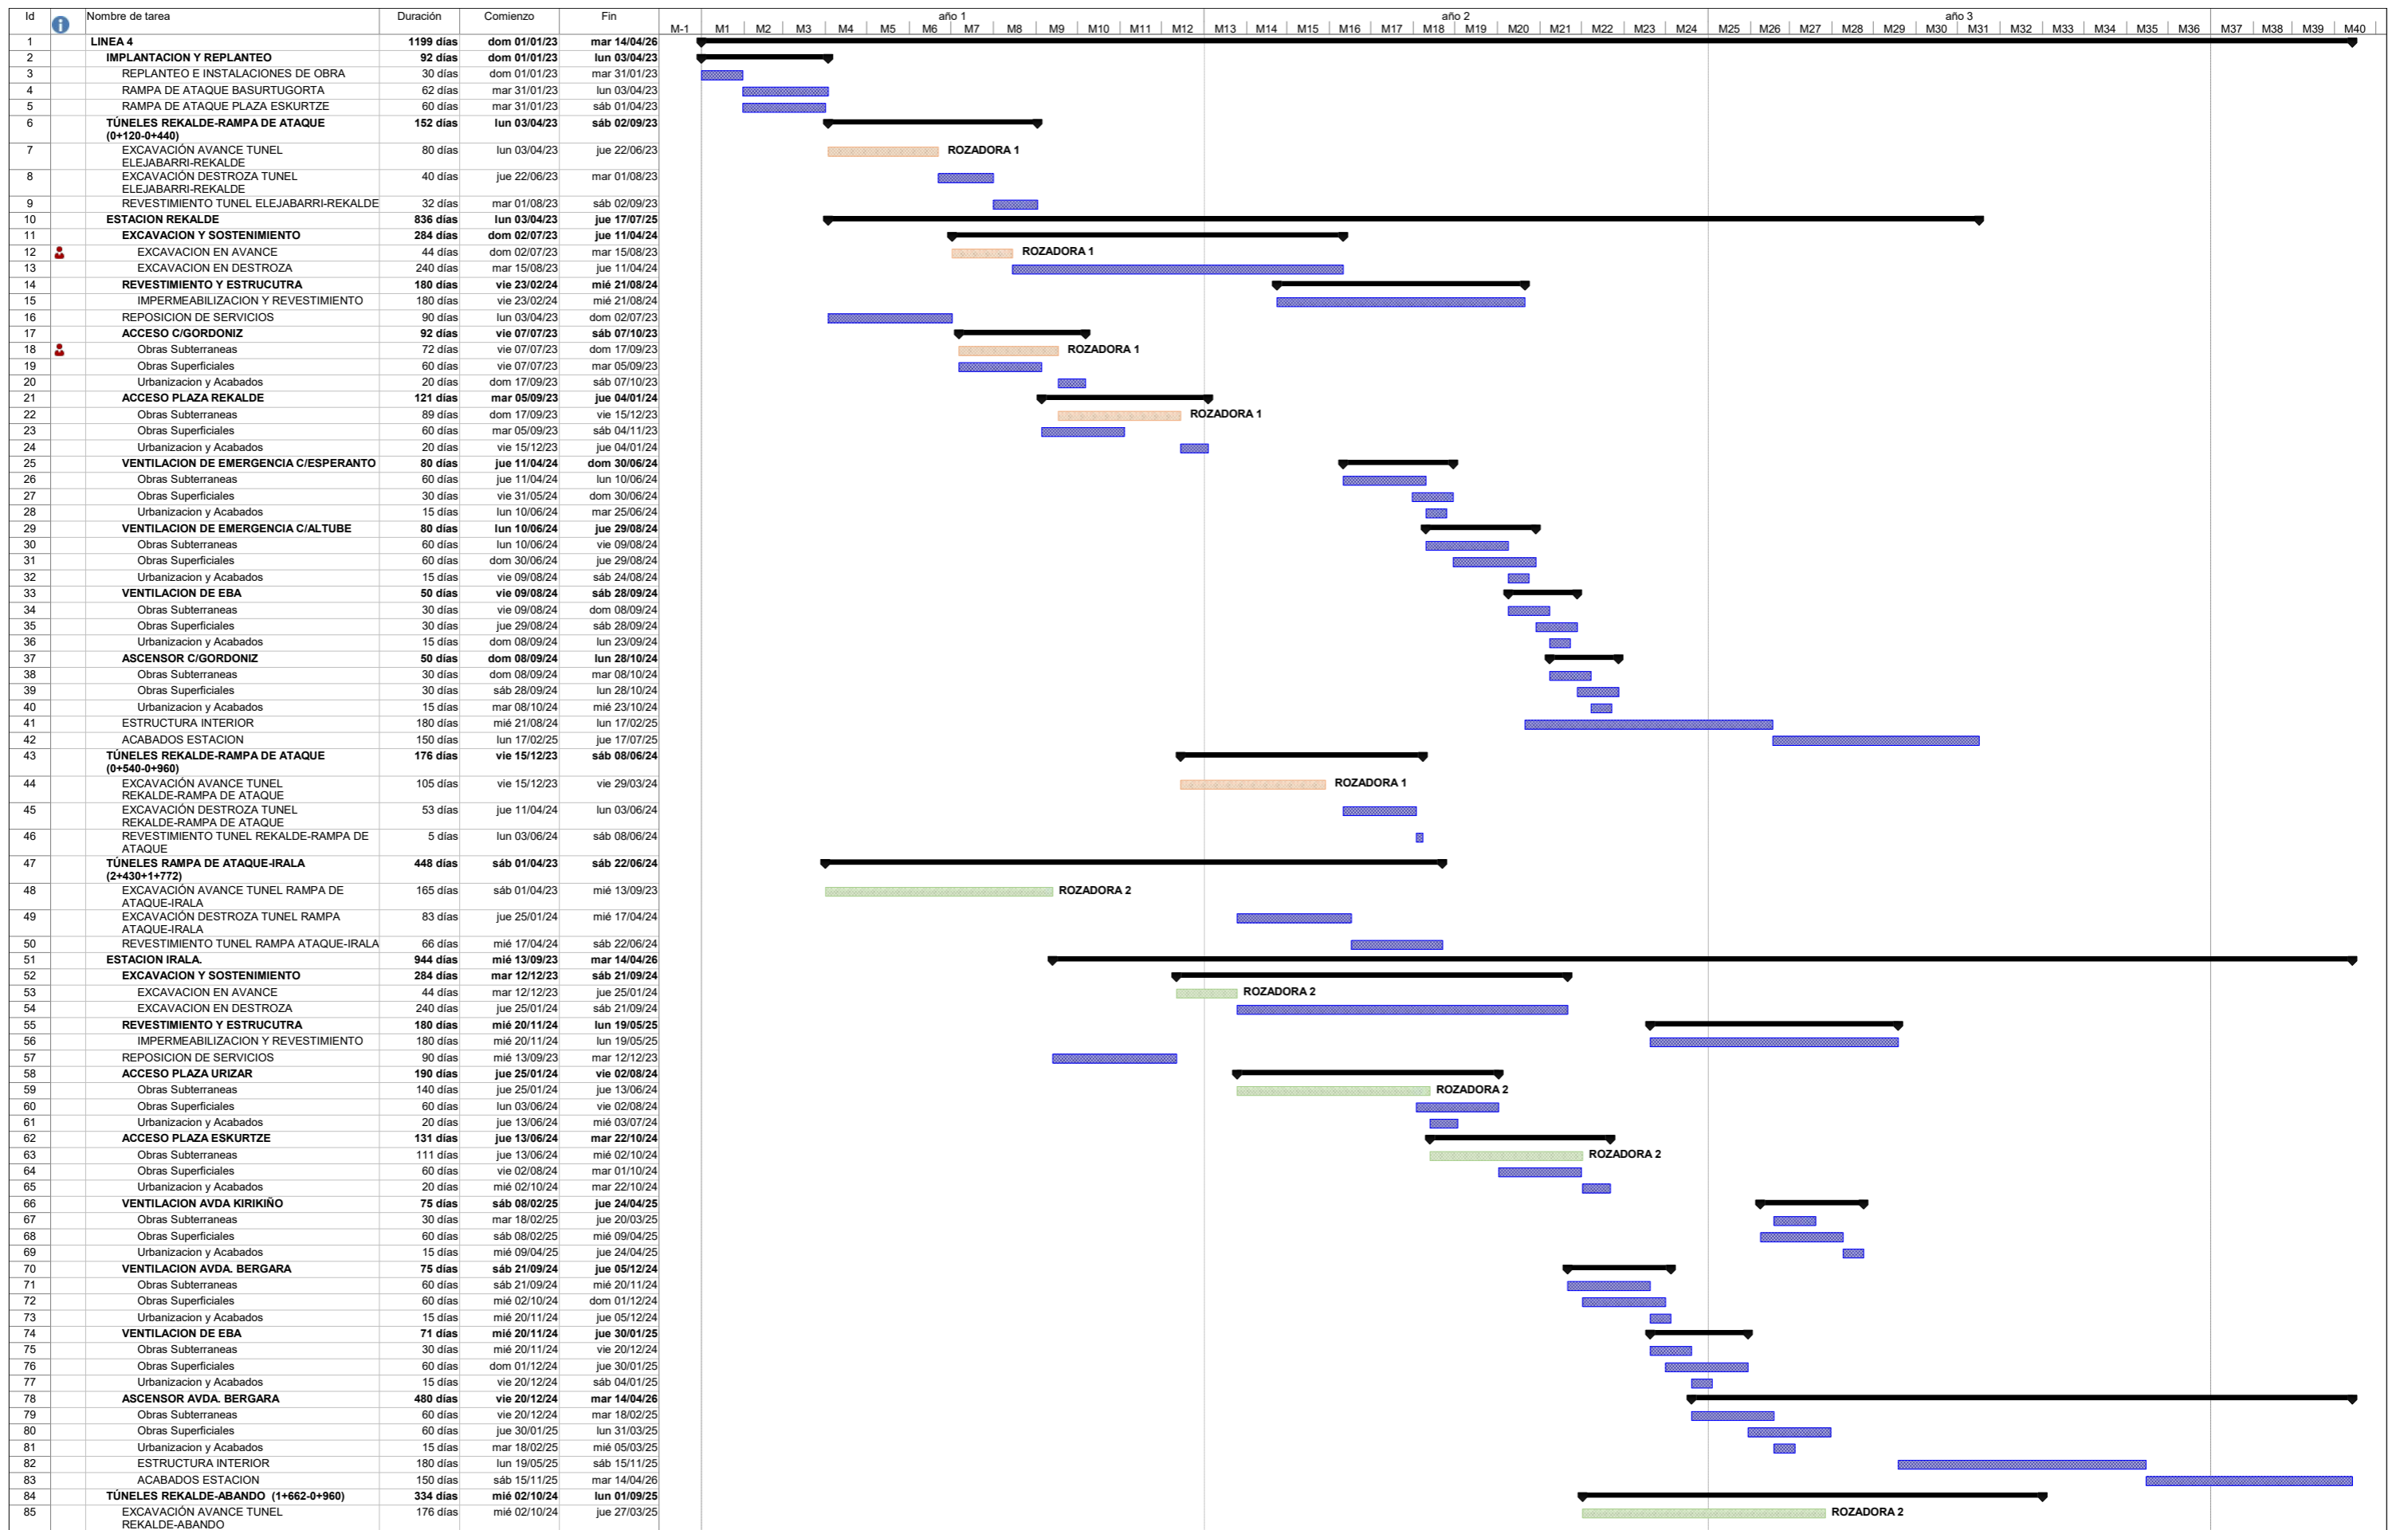 Id Nombre de tarea Duración Comienzo Fin año 1 año 2 año 3
M-1 M1 M2 M3 M4 M5 M6 M7 M8 M9 M10 M11 M12 M13 M14 M15 M16 M17 M18 M19 M20 M21 M22 M23 M24 M25 M26 M27 M28 M29 M30 M31 M32 M33 M34 M35 M36 M37 M38 M39 M40
1 LINEA 4 1199 días dom 01/01/23 mar 14/04/26
2 IMPLANTACION Y REPLANTEO 92 días dom 01/01/23 lun 03/04/23
3 REPLANTEO E INSTALACIONES DE OBRA 30 días dom 01/01/23 mar 31/01/23
4 RAMPA DE ATAQUE BASURTUGORTA 62 días mar 31/01/23 lun 03/04/23
5 RAMPA DE ATAQUE PLAZA ESKURTZE 60 días mar 31/01/23 sáb 01/04/23
6 TÚNELES REKALDE-RAMPA DE ATAQUE 152 días lun 03/04/23 sáb 02/09/23
(0+120-0+440)
7 EXCAVACIÓN AVANCE TUNEL 80 días lun 03/04/23 jue 22/06/23 ROZADORA 1
ELEJABARRI-REKALDE
8 EXCAVACIÓN DESTROZA TUNEL 40 días jue 22/06/23 mar 01/08/23
ELEJABARRI-REKALDE
9 REVESTIMIENTO TUNEL ELEJABARRI-REKALDE 32 días mar 01/08/23 sáb 02/09/23
10 ESTACION REKALDE 836 días lun 03/04/23 jue 17/07/25
11 EXCAVACION Y SOSTENIMIENTO 284 días dom 02/07/23 jue 11/04/24
12 EXCAVACION EN AVANCE 44 días dom 02/07/23 mar 15/08/23 ROZADORA 1
13 EXCAVACION EN DESTROZA 240 días mar 15/08/23 jue 11/04/24
14 REVESTIMIENTO Y ESTRUCUTRA 180 días vie 23/02/24 mié 21/08/24
15 IMPERMEABILIZACION Y REVESTIMIENTO 180 días vie 23/02/24 mié 21/08/24
16 REPOSICION DE SERVICIOS 90 días lun 03/04/23 dom 02/07/23
17 ACCESO C/GORDONIZ 92 días vie 07/07/23 sáb 07/10/23
18 Obras Subterraneas 72 días vie 07/07/23 dom 17/09/23 ROZADORA 1
19 Obras Superficiales 60 días vie 07/07/23 mar 05/09/23
20 Urbanizacion y Acabados 20 días dom 17/09/23 sáb 07/10/23
21 ACCESO PLAZA REKALDE 121 días mar 05/09/23 jue 04/01/24
22 Obras Subterraneas 89 días dom 17/09/23 vie 15/12/23 ROZADORA 1
23 Obras Superficiales 60 días mar 05/09/23 sáb 04/11/23
24 Urbanizacion y Acabados 20 días vie 15/12/23 jue 04/01/24
25 VENTILACION DE EMERGENCIA C/ESPERANTO 80 días jue 11/04/24 dom 30/06/24
26 Obras Subterraneas 60 días jue 11/04/24 lun 10/06/24
27 Obras Superficiales 30 días vie 31/05/24 dom 30/06/24
28 Urbanizacion y Acabados 15 días lun 10/06/24 mar 25/06/24
29 VENTILACION DE EMERGENCIA C/ALTUBE 80 días lun 10/06/24 jue 29/08/24
30 Obras Subterraneas 60 días lun 10/06/24 vie 09/08/24
31 Obras Superficiales 60 días dom 30/06/24 jue 29/08/24
32 Urbanizacion y Acabados 15 días vie 09/08/24 sáb 24/08/24
33 VENTILACION DE EBA 50 días vie 09/08/24 sáb 28/09/24
34 Obras Subterraneas 30 días vie 09/08/24 dom 08/09/24
35 Obras Superficiales 30 días jue 29/08/24 sáb 28/09/24
36 Urbanizacion y Acabados 15 días dom 08/09/24 lun 23/09/24
37 ASCENSOR C/GORDONIZ 50 días dom 08/09/24 lun 28/10/24
38 Obras Subterraneas 30 días dom 08/09/24 mar 08/10/24
39 Obras Superficiales 30 días sáb 28/09/24 lun 28/10/24
40 Urbanizacion y Acabados 15 días mar 08/10/24 mié 23/10/24
41 ESTRUCTURA INTERIOR 180 días mié 21/08/24 lun 17/02/25
42 ACABADOS ESTACION 150 días lun 17/02/25 jue 17/07/25
43 TÚNELES REKALDE-RAMPA DE ATAQUE 176 días vie 15/12/23 sáb 08/06/24
(0+540-0+960)
44 EXCAVACIÓN AVANCE TUNEL 105 días vie 15/12/23 vie 29/03/24 ROZADORA 1
REKALDE-RAMPA DE ATAQUE
45 EXCAVACIÓN DESTROZA TUNEL 53 días jue 11/04/24 lun 03/06/24
REKALDE-RAMPA DE ATAQUE
46 REVESTIMIENTO TUNEL REKALDE-RAMPA DE 5 días lun 03/06/24 sáb 08/06/24
ATAQUE
47 TÚNELES RAMPA DE ATAQUE-IRALA 448 días sáb 01/04/23 sáb 22/06/24
(2+430+1+772)
48 EXCAVACIÓN AVANCE TUNEL RAMPA DE 165 días sáb 01/04/23 mié 13/09/23 ROZADORA 2
ATAQUE-IRALA
49 EXCAVACIÓN DESTROZA TUNEL RAMPA 83 días jue 25/01/24 mié 17/04/24
ATAQUE-IRALA
50 REVESTIMIENTO TUNEL RAMPA ATAQUE-IRALA 66 días mié 17/04/24 sáb 22/06/24
51 ESTACION IRALA. 944 días mié 13/09/23 mar 14/04/26
52 EXCAVACION Y SOSTENIMIENTO 284 días mar 12/12/23 sáb 21/09/24
53 EXCAVACION EN AVANCE 44 días mar 12/12/23 jue 25/01/24 ROZADORA 2
54 EXCAVACION EN DESTROZA 240 días jue 25/01/24 sáb 21/09/24
55 REVESTIMIENTO Y ESTRUCUTRA 180 días mié 20/11/24 lun 19/05/25
56 IMPERMEABILIZACION Y REVESTIMIENTO 180 días mié 20/11/24 lun 19/05/25
57 REPOSICION DE SERVICIOS 90 días mié 13/09/23 mar 12/12/23
58 ACCESO PLAZA URIZAR 190 días jue 25/01/24 vie 02/08/24
59 Obras Subterraneas 140 días jue 25/01/24 jue 13/06/24 ROZADORA 2
60 Obras Superficiales 60 días lun 03/06/24 vie 02/08/24
61 Urbanizacion y Acabados 20 días jue 13/06/24 mié 03/07/24
62 ACCESO PLAZA ESKURTZE 131 días jue 13/06/24 mar 22/10/24
63 Obras Subterraneas 111 días jue 13/06/24 mié 02/10/24 ROZADORA 2
64 Obras Superficiales 60 días vie 02/08/24 mar 01/10/24
65 Urbanizacion y Acabados 20 días mié 02/10/24 mar 22/10/24
66 VENTILACION AVDA KIRIKIÑO 75 días sáb 08/02/25 jue 24/04/25
67 Obras Subterraneas 30 días mar 18/02/25 jue 20/03/25
68 Obras Superficiales 60 días sáb 08/02/25 mié 09/04/25
69 Urbanizacion y Acabados 15 días mié 09/04/25 jue 24/04/25
70 VENTILACION AVDA. BERGARA 75 días sáb 21/09/24 jue 05/12/24
71 Obras Subterraneas 60 días sáb 21/09/24 mié 20/11/24
72 Obras Superficiales 60 días mié 02/10/24 dom 01/12/24
73 Urbanizacion y Acabados 15 días mié 20/11/24 jue 05/12/24
74 VENTILACION DE EBA 71 días mié 20/11/24 jue 30/01/25
75 Obras Subterraneas 30 días mié 20/11/24 vie 20/12/24
76 Obras Superficiales 60 días dom 01/12/24 jue 30/01/25
77 Urbanizacion y Acabados 15 días vie 20/12/24 sáb 04/01/25
78 ASCENSOR AVDA. BERGARA 480 días vie 20/12/24 mar 14/04/26
79 Obras Subterraneas 60 días vie 20/12/24 mar 18/02/25
80 Obras Superficiales 60 días jue 30/01/25 lun 31/03/25
81 Urbanizacion y Acabados 15 días mar 18/02/25 mié 05/03/25
82 ESTRUCTURA INTERIOR 180 días lun 19/05/25 sáb 15/11/25
83 ACABADOS ESTACION 150 días sáb 15/11/25 mar 14/04/26
84 TÚNELES REKALDE-ABANDO (1+662-0+960) 334 días mié 02/10/24 lun 01/09/25
85 EXCAVACIÓN AVANCE TUNEL 176 días mié 02/10/24 jue 27/03/25 ROZADORA 2
REKALDE-ABANDO